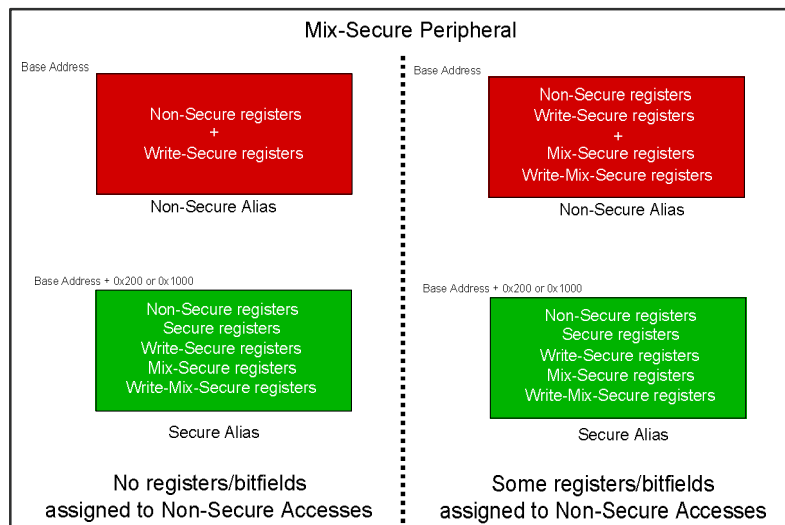 Mix-Secure Peripheral
Base Address
Non-Secure registers
+
Write-Secure registers
Non-Secure Alias
Base Address + 0x200 or 0x1000
Non-Secure registers
Secure registers
Write-Secure registers
Mix-Secure registers
Write-Mix-Secure registers
Secure Alias
No registers/bitfields
assigned to Non-Secure Accesses
Base Address
Non-Secure registers
Write-Secure registers
+
Mix-Secure registers
Write-Mix-Secure registers
Non-Secure Alias
Base Address + 0x200 or 0x1000
Non-Secure registers
Secure registers
Write-Secure registers
Mix-Secure registers
Write-Mix-Secure registers
Secure Alias
Some registers/bitfields
assigned to Non-Secure Accesses